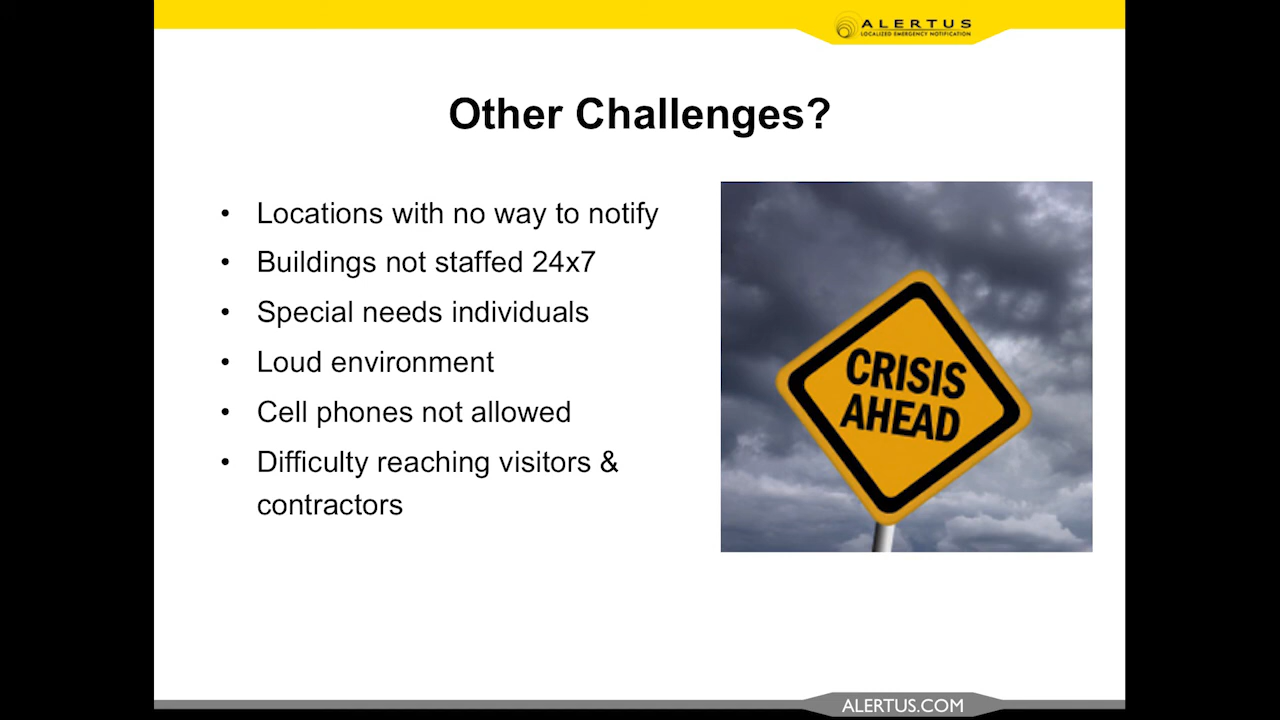 ALERTUS
LOCALIZED EMERGENCY NOTIFICATION
Other Challenges?
• Locations with no way to notify
• Buildings not staffed 24x7
• Special needs individuals
• Loud environment
• Cell phones not allowed
• Difficulty reaching visitors &
contractors
CRISIS
AHEAD
ALERTUS.COM